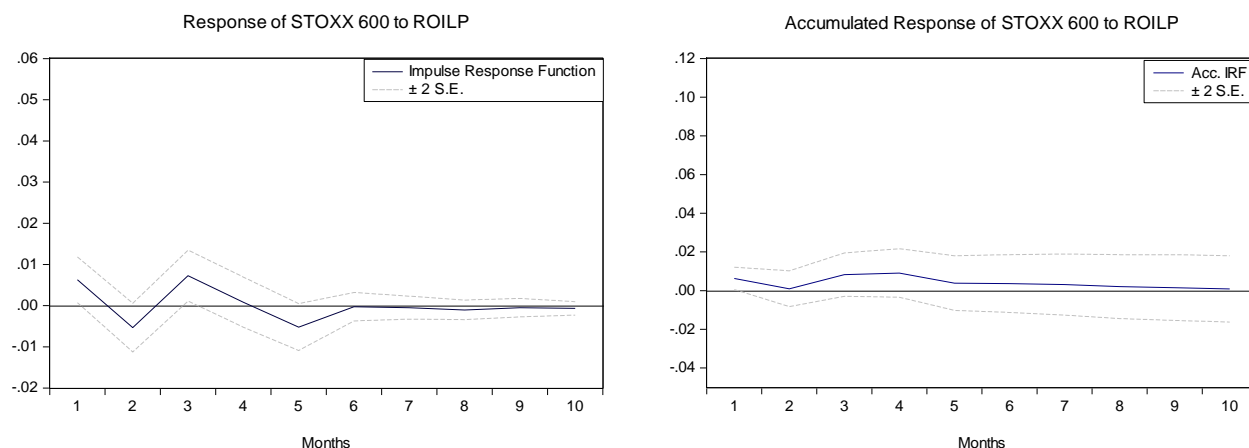 Response of STOXX 600 to ROILP
.06
.05
.04
.03
.02
.01
.00
-.01
-.02
Impulse Response Function
± 2 S.E.
1 2 3 4 5 6 7 8 9 10
Months
Accumulated Response of STOXX 600 to ROILP
.12
.10
.08
.06
.04
.02
.00
-.02
-.04
Acc. IRF
± 2 S.E.
1 2 3 4 5 6 7 8 9 10
Months